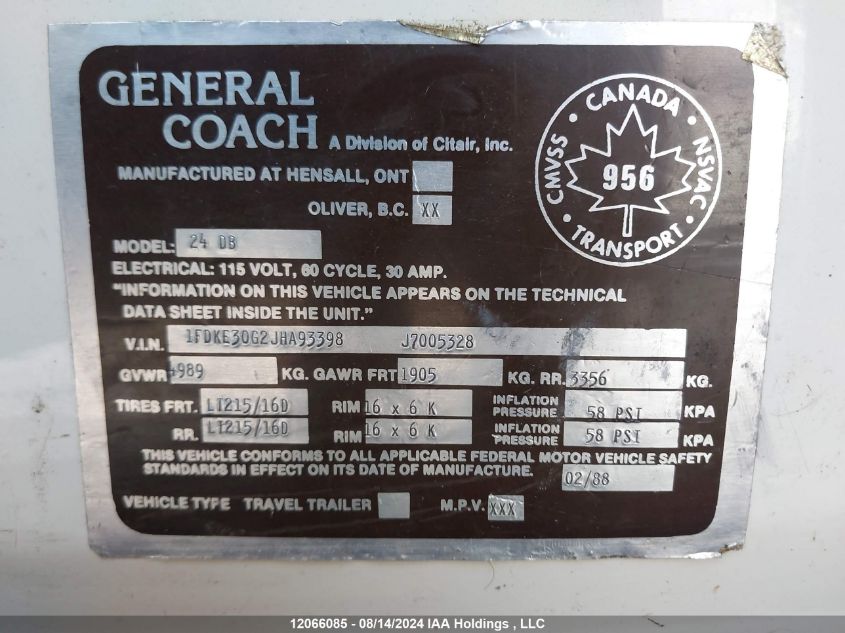 GENERAL
COACH A Division of Citair, Inc.
CANADA
CMVSS
NSVAC
956
TRANSPORT
MANUFACTURED AT HENSALL, ONT
OLIVER, B.C. XX
MODEL: 24 DB
ELECTRICAL: 115 VOLT, 60 CYCLE, 30 AMP.
"INFORMATION ON THIS VEHICLE APPEARS ON THE TECHNICAL
DATA SHEET INSIDE THE UNIT."
V.I.N. 1FDKE30G2JHA93398 J7005328
GVWR 4989 KG. GAWR FRT 1905 KG. RR. 3356 KG.
TIRES FRT. LT215/16D RIM 16 x 6 K INFLATION PRESSURE 58 PSI KPA
RR. LT215/16D RIM 16 x 6 K INFLATION PRESSURE 58 PSI KPA
THIS VEHICLE CONFORMS TO ALL APPLICABLE FEDERAL MOTOR VEHICLE SAFETY
STANDARDS IN EFFECT ON ITS DATE OF MANUFACTURE. 02/88
VEHICLE TYPE TRAVEL TRAILER M.P.V. XXX
12066085 - 08/14/2024 IAA Holdings , LLC